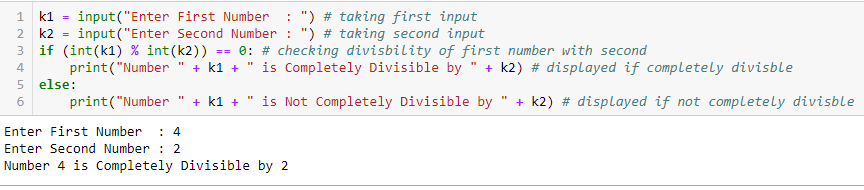 1 k1 = input("Enter First Number  : ") # taking first input
2 k2 = input("Enter Second Number : ") # taking second input
3 if (int(k1) % int(k2)) == 0: # checking divisbility of first number with second
4     print("Number " + k1 + " is Completely Divisible by " + k2) # displayed if completely divisble
5 else:
6     print("Number " + k1 + " is Not Completely Divisible by " + k2) # displayed if not completely divisble
Enter First Number  : 4
Enter Second Number : 2
Number 4 is Completely Divisible by 2